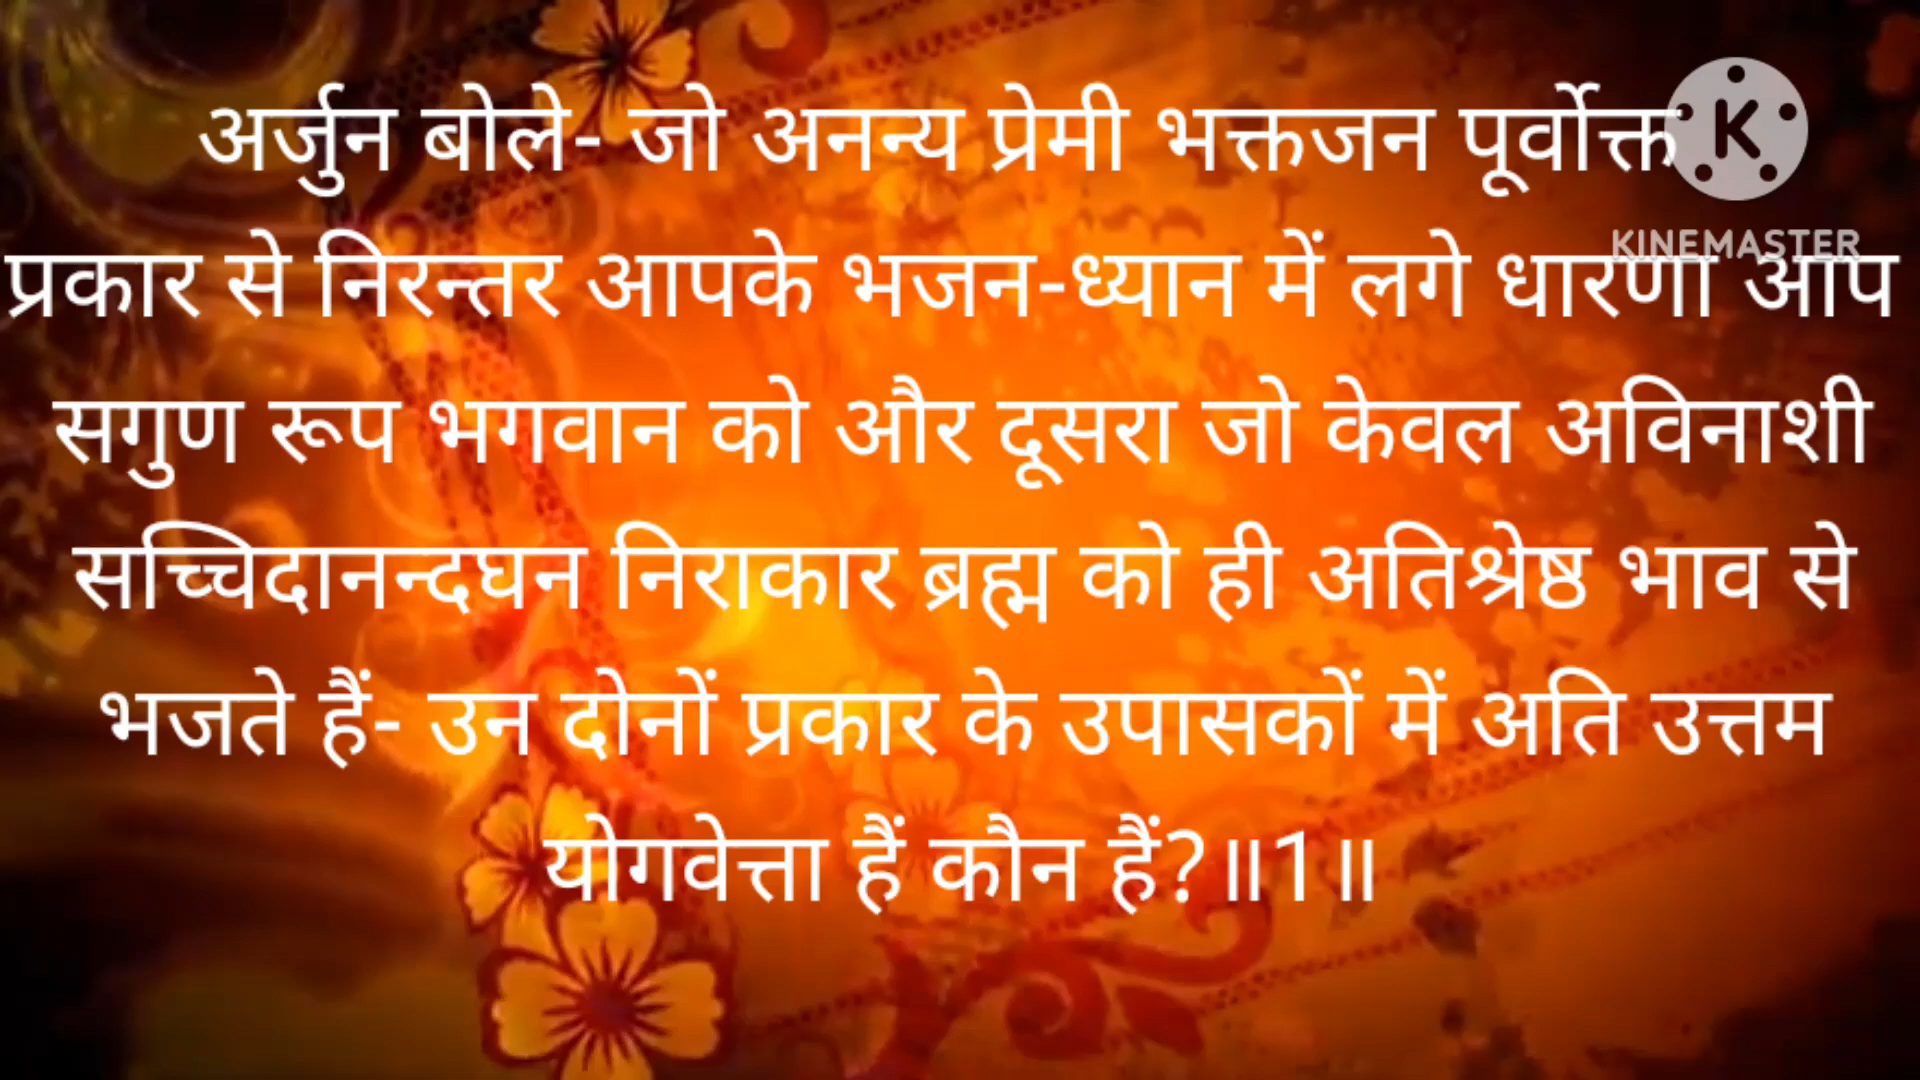 अर्जुन बोले- जो अनन्य प्रेमी भक्तजन पूर्वोक्त
KINEMASTER
प्रकार से निरन्तर आपके भजन-ध्यान में लगे धारणा आप
सगुण रूप भगवान को और दूसरा जो केवल अविनाशी
सच्चिदानन्दघन निराकार ब्रह्म को ही अतिश्रेष्ठ भाव से
भजते हैं- उन दोनों प्रकार के उपासकों में अति उत्तम
योगवेत्ता हैं कौन हैं?॥1॥